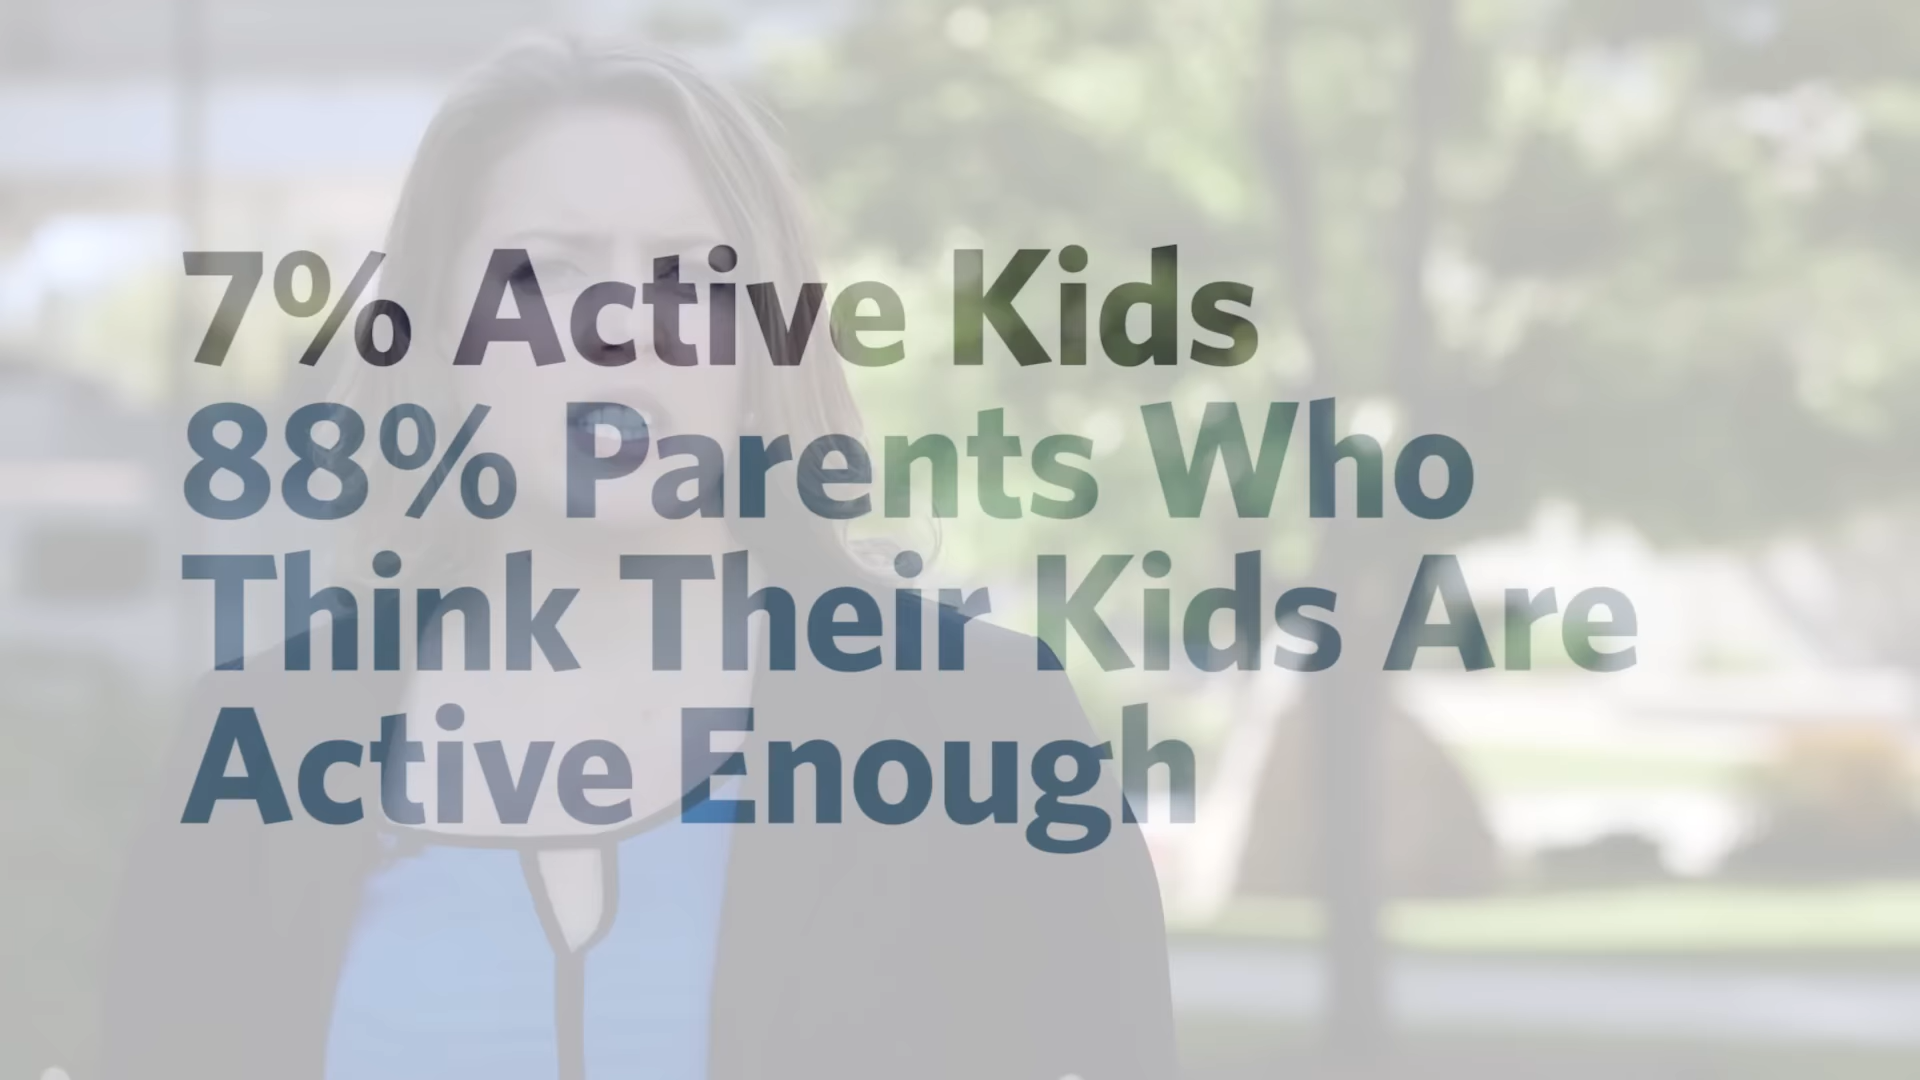 7% Active Kids
88% Parents Who
Think Their Kids Are
Active Enough